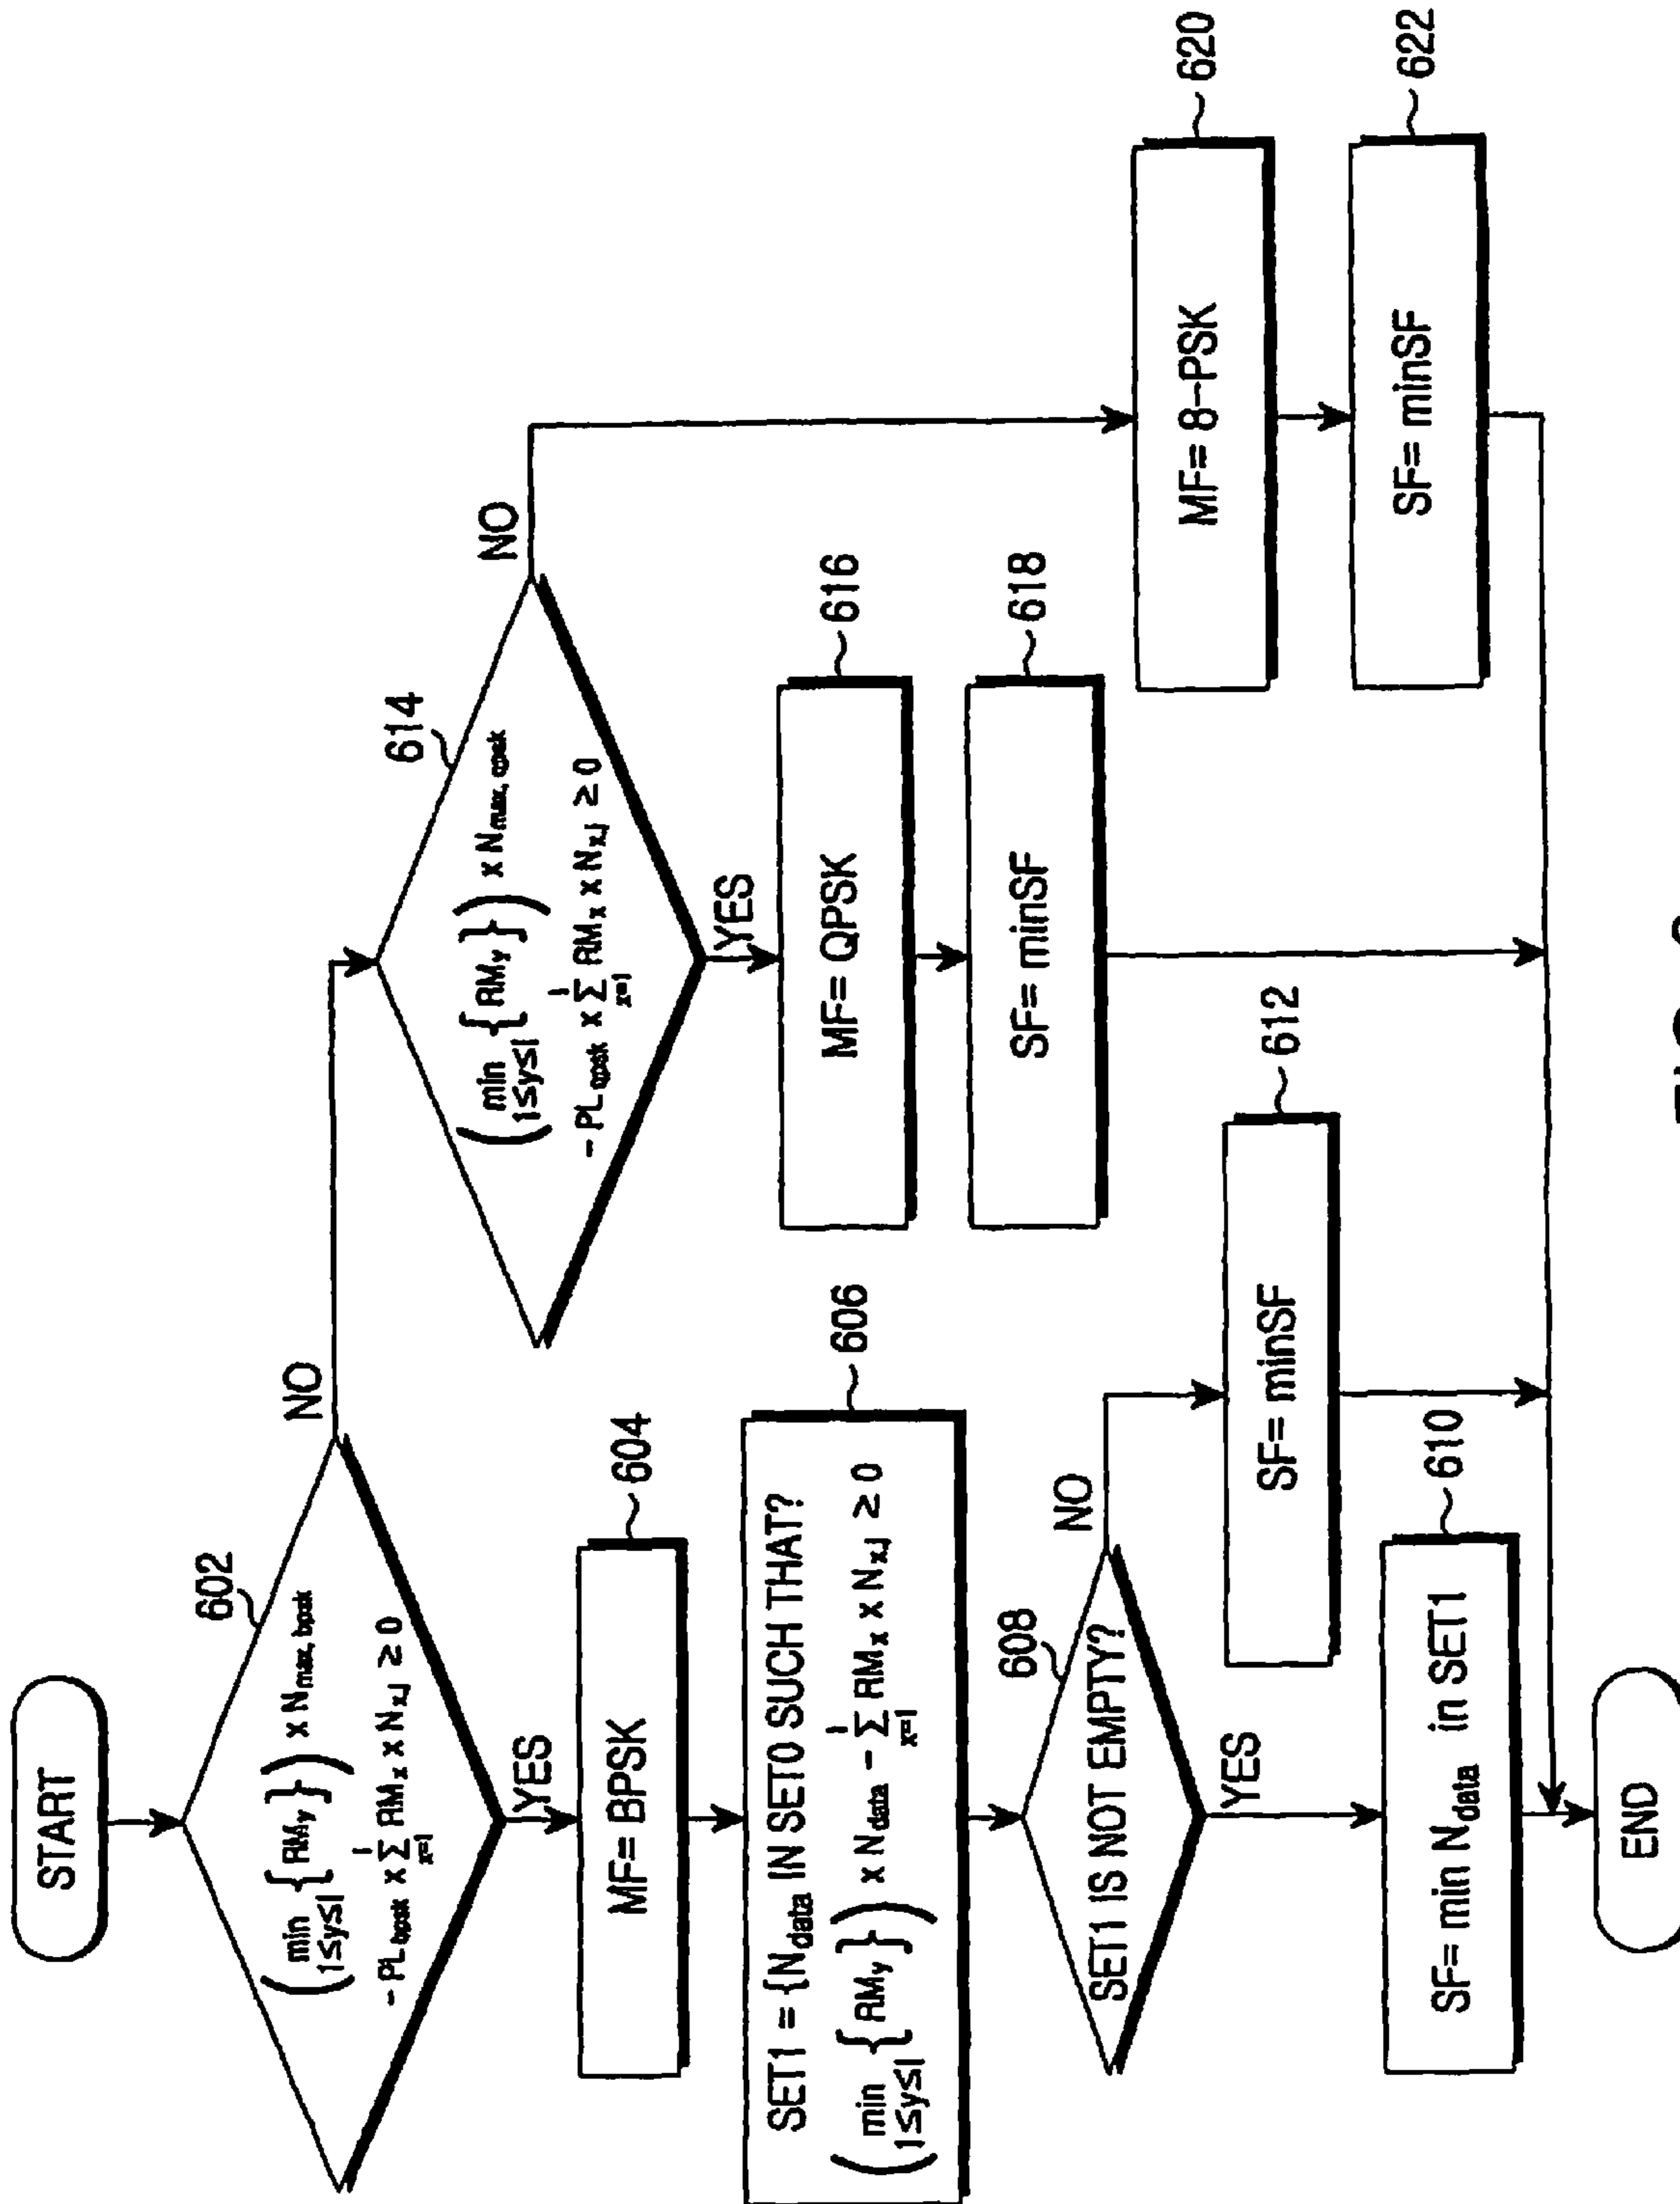 START
602
( min {RMy} ) x Nmax, bpsk
1≤y≤I
- PLbpsk x Σ RMx x Nx,j ≥ 0
I
x=1
NO
YES
MF= BPSK
604
SET1 = {Ndata IN SET0 SUCH THAT?
( min {RMy} ) x Ndata - Σ RMx x Nx,j ≥ 0
1≤y≤I
I
x=1
606
608
SET1 IS NOT EMPTY?
NO
YES
SF= minSF
612
SF= min Ndata in SET1
610
614
( min {RMy} ) x Nmax, qpsk
1≤y≤I
- PLqpsk x Σ RMx x Nx,j ≥ 0
I
x=1
NO
YES
MF= QPSK
616
SF= minSF
618
MF= 8-PSK
620
SF= minSF
622
END